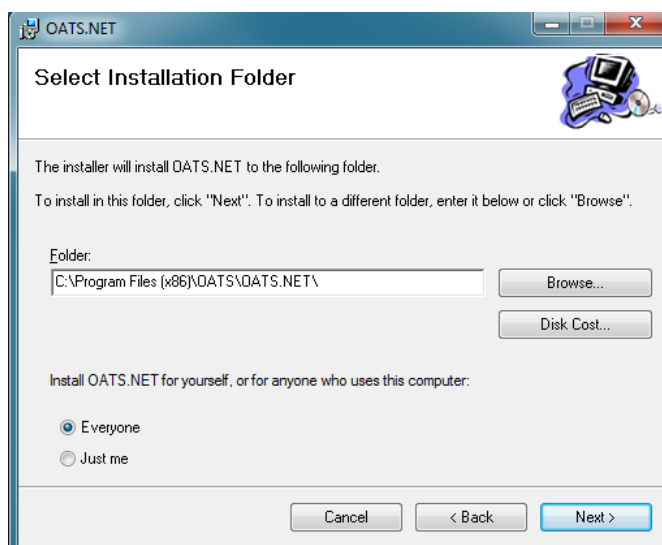 OATS.NET
Select Installation Folder
The installer will install OATS.NET to the following folder.
To install in this folder, click "Next". To install to a different folder, enter it below or click "Browse".
Folder:
C:\Program Files (x86)\OATS\OATS.NET\
Browse...
Disk Cost...
Install OATS.NET for yourself, or for anyone who uses this computer:
Everyone
Just me
Cancel
< Back
Next >